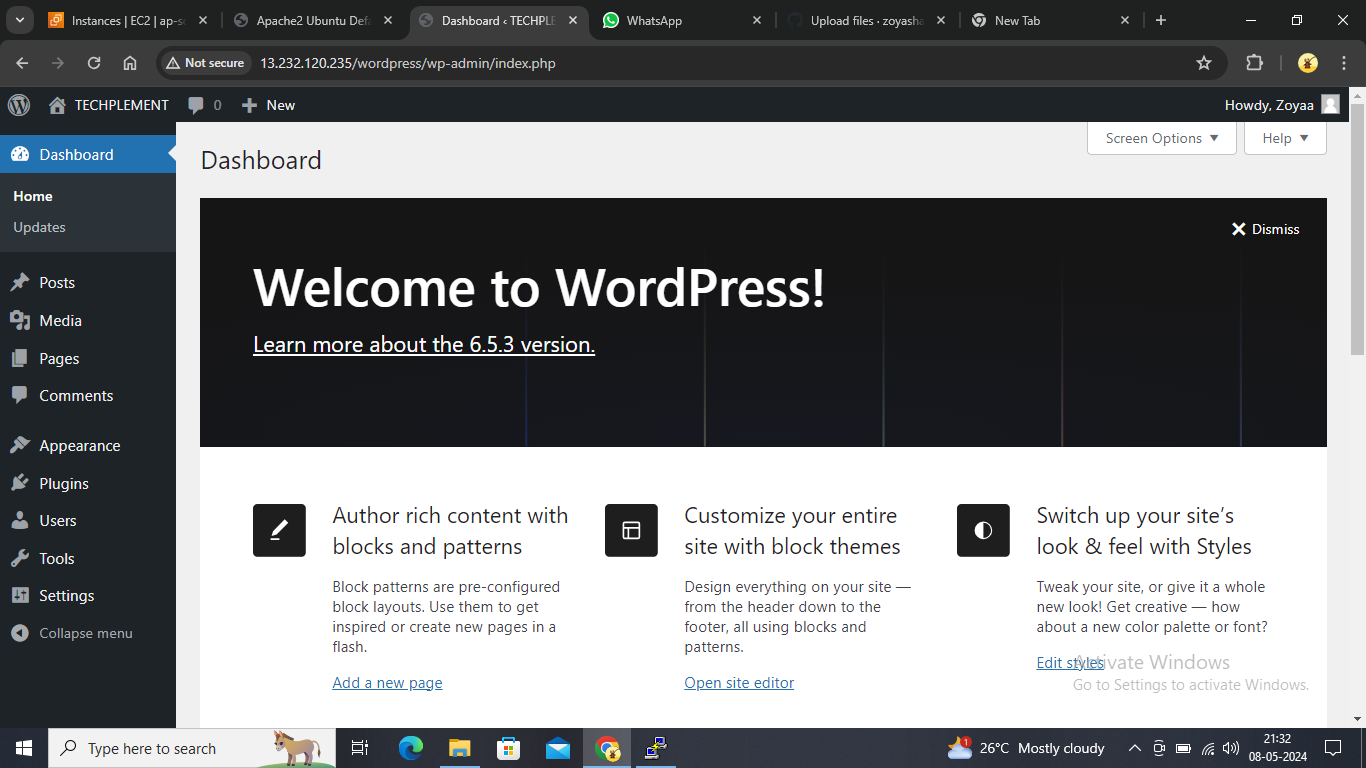 Instances | EC2 | ap-so
Apache2 Ubuntu Defa
Dashboard ‹ TECHPLE
WhatsApp
Upload files · zoyasha
New Tab
Not secure
13.232.120.235/wordpress/wp-admin/index.php
TECHPLEMENT
0
New
Howdy, Zoyaa
Screen Options
Help
Dashboard
Home
Updates
Posts
Media
Pages
Comments
Appearance
Plugins
Users
Tools
Settings
Collapse menu
Dashboard
Dismiss
Welcome to WordPress!
Learn more about the 6.5.3 version.
Author rich content with
blocks and patterns
Block patterns are pre-configured
block layouts. Use them to get
inspired or create new pages in a
flash.
Add a new page
Customize your entire
site with block themes
Design everything on your site —
from the header down to the
footer, all using blocks and
patterns.
Open site editor
Switch up your site's
look & feel with Styles
Tweak your site, or give it a whole
new look! Get creative — how
about a new color palette or font?
Edit styles
Activate Windows
Go to Settings to activate Windows.
Type here to search
1
26°C Mostly cloudy
21:32
08-05-2024